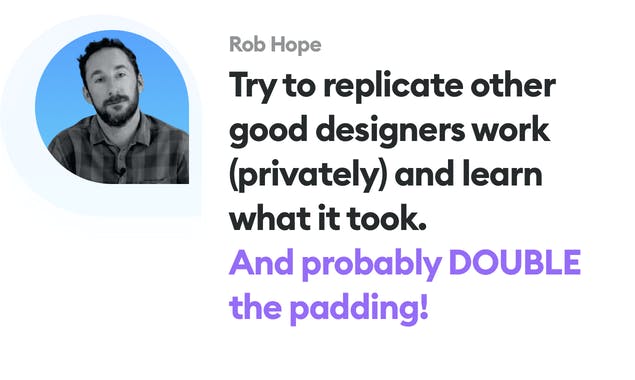 Rob Hope
Try to replicate other
good designers work
(privately) and learn
what it took.
And probably DOUBLE
the padding!